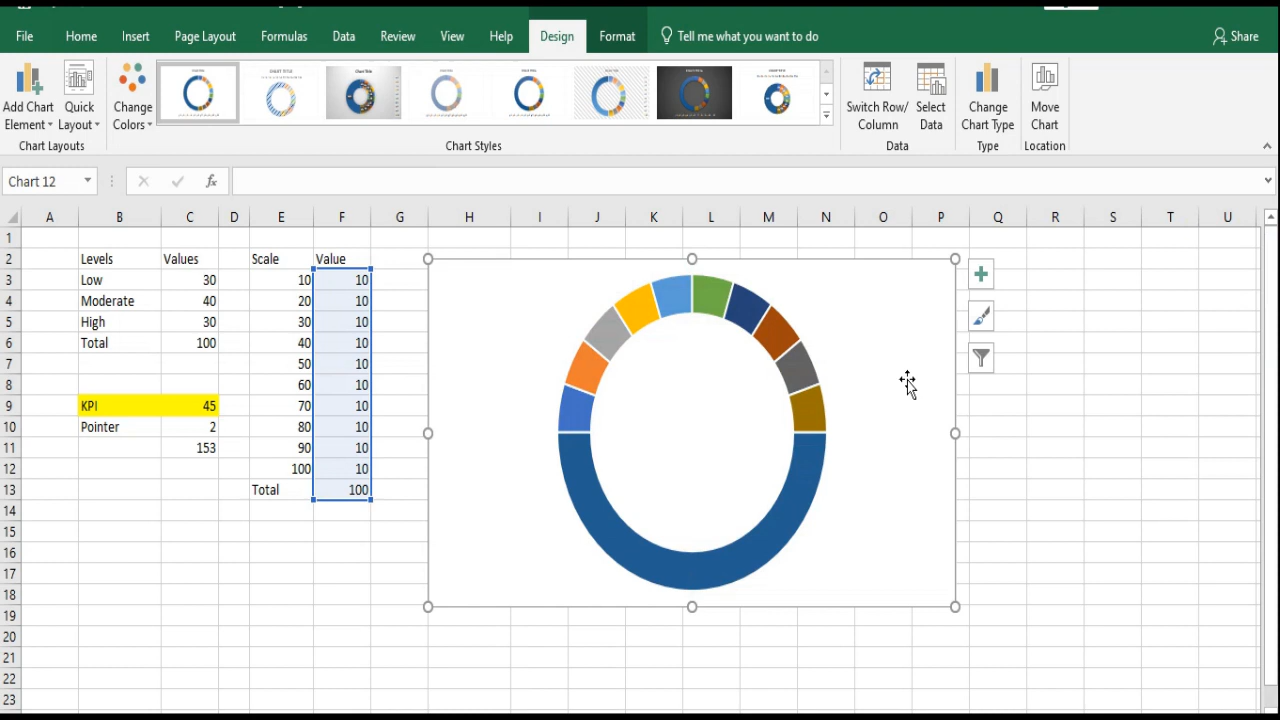 File Home Insert Page Layout Formulas Data Review View Help Design Format Tell me what you want to do Share
Add Chart Element Quick Layout Change Colors Switch Row/ Column Select Data Change Chart Type Move Chart
Chart Layouts Chart Styles Data Type Location
Chart 12 fx
A B C D E F G H I J K L M N O P Q R S T U
1
2 Levels Values Scale Value
3 Low 30 10 10
4 Moderate 40 20 10
5 High 30 30 10
6 Total 100 40 10
7 50 10
8 60 10
9 KPI 45 70 10
10 Pointer 2 80 10
11 153 90 10
12 100 10
13 Total 100
14
15
16
17
18
19
20
21
22
23